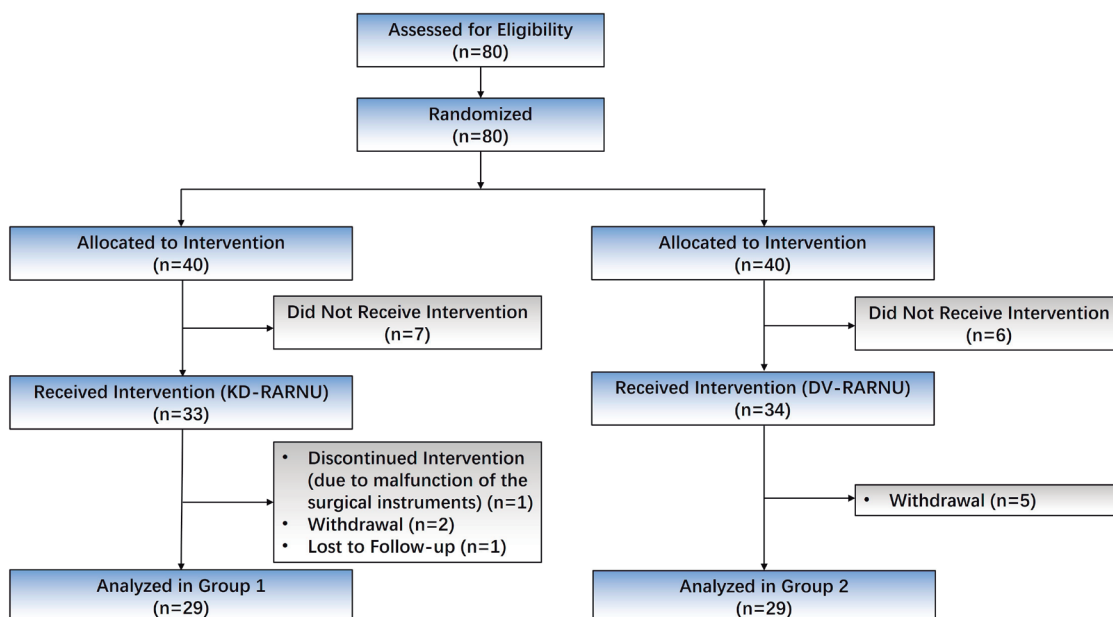 Assessed for Eligibility
(n=80)
Randomized
(n=80)
Allocated to Intervention
(n=40)
Allocated to Intervention
(n=40)
Did Not Receive Intervention
(n=7)
Did Not Receive Intervention
(n=6)
Received Intervention (KD-RARNU)
(n=33)
Received Intervention (DV-RARNU)
(n=34)
• Discontinued Intervention
(due to malfunction of the
surgical instruments) (n=1)
• Withdrawal (n=2)
• Lost to Follow-up (n=1)
• Withdrawal (n=5)
Analyzed in Group 1
(n=29)
Analyzed in Group 2
(n=29)